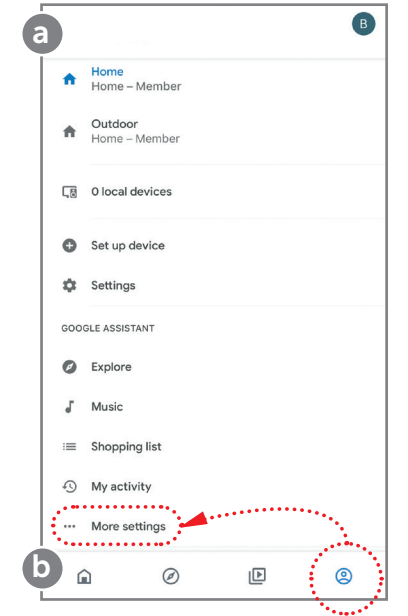 a
B
Home
Home – Member
Outdoor
Home – Member
0 local devices
Set up device
Settings
GOOGLE ASSISTANT
Explore
Music
Shopping list
My activity
More settings
b